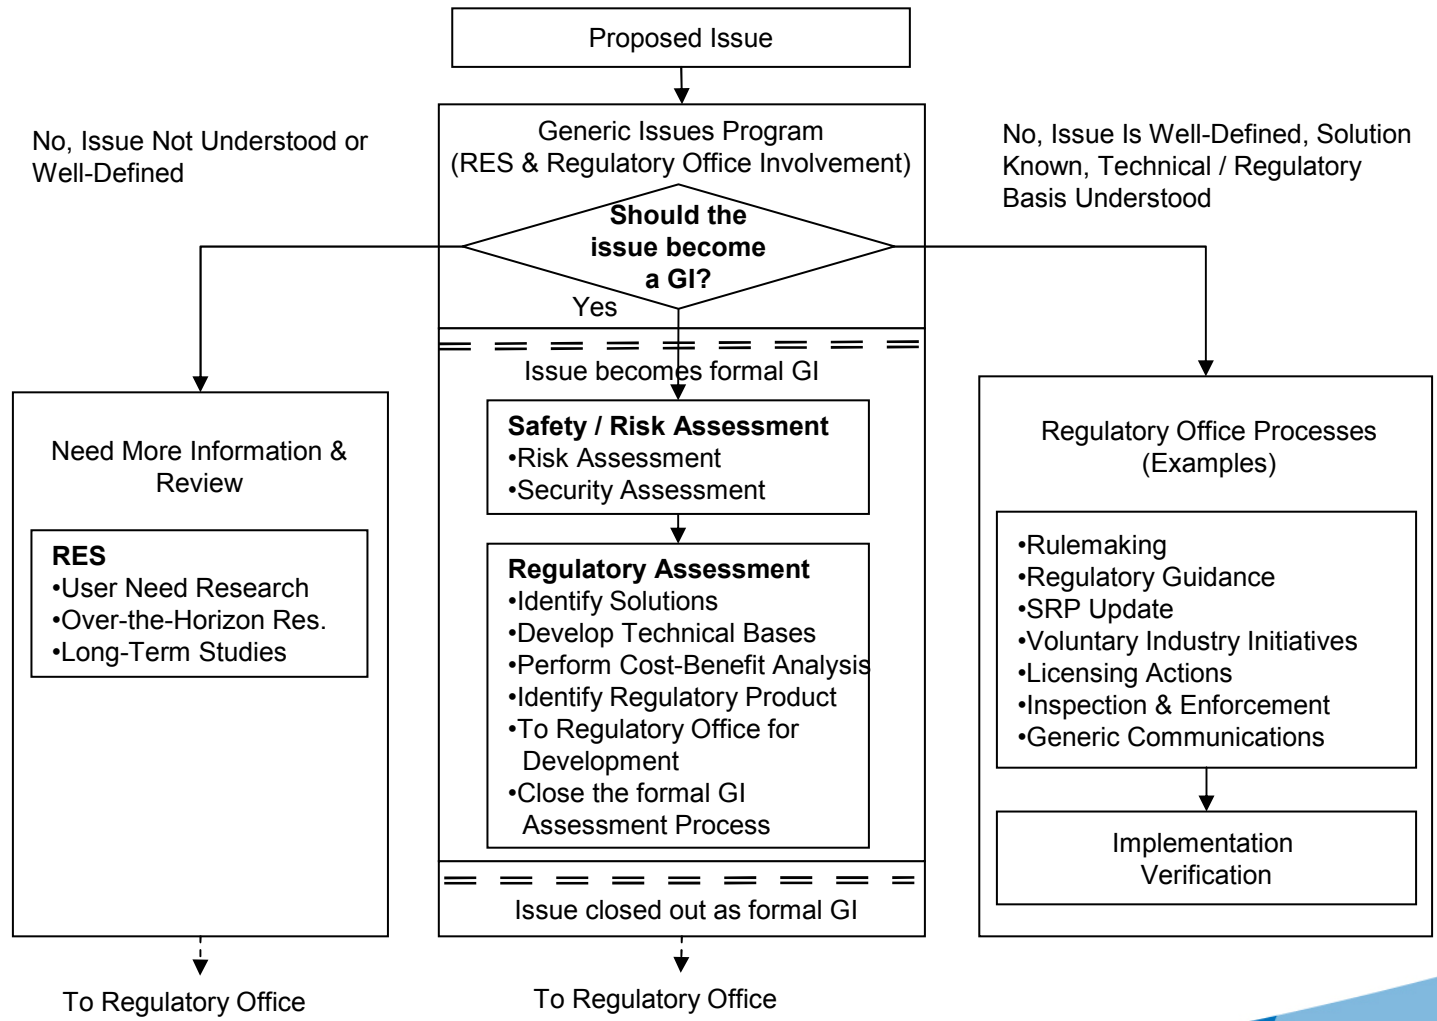 Proposed Issue
No, Issue Not Understood or
Well-Defined
Generic Issues Program
(RES & Regulatory Office Involvement)
No, Issue Is Well-Defined, Solution
Known, Technical / Regulatory
Basis Understood
Should the
issue become
a GI?
Yes
Issue becomes formal GI
Need More Information &
Review
RES
•User Need Research
•Over-the-Horizon Res.
•Long-Term Studies
Safety / Risk Assessment
•Risk Assessment
•Security Assessment
Regulatory Assessment
•Identify Solutions
•Develop Technical Bases
•Perform Cost-Benefit Analysis
•Identify Regulatory Product
•To Regulatory Office for
Development
•Close the formal GI
Assessment Process
Issue closed out as formal GI
Regulatory Office Processes
(Examples)
•Rulemaking
•Regulatory Guidance
•SRP Update
•Voluntary Industry Initiatives
•Licensing Actions
•Inspection & Enforcement
•Generic Communications
Implementation
Verification
To Regulatory Office
To Regulatory Office